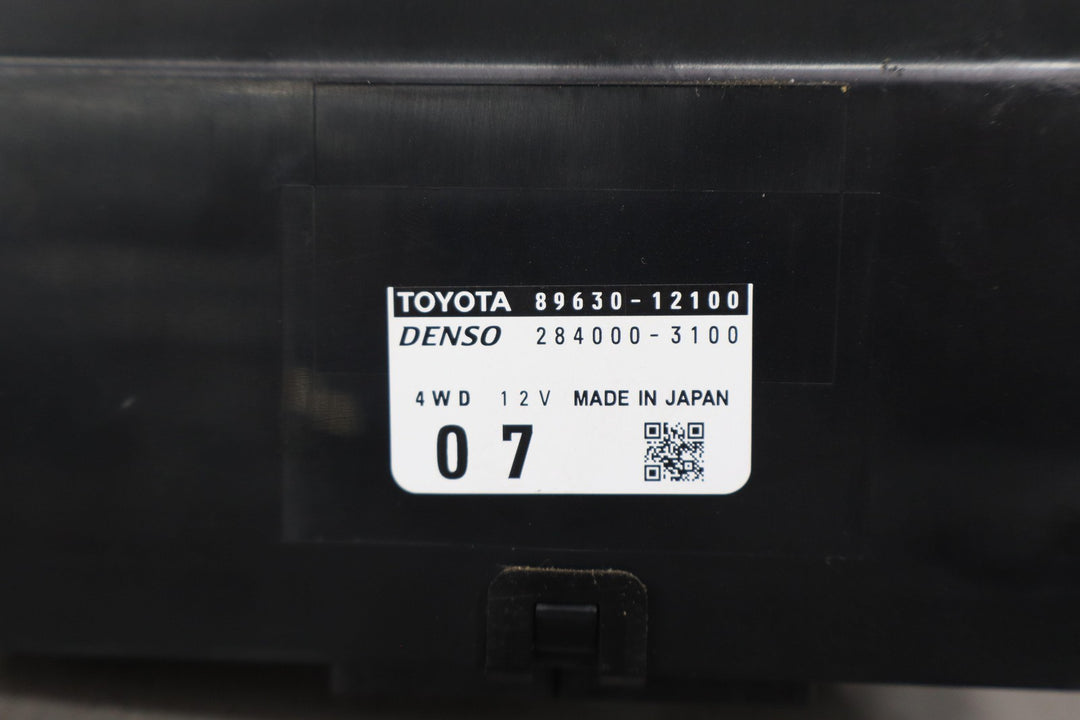 TOYOTA 89630-12100
DENSO 284000-3100
4WD 12V MADE IN JAPAN
07